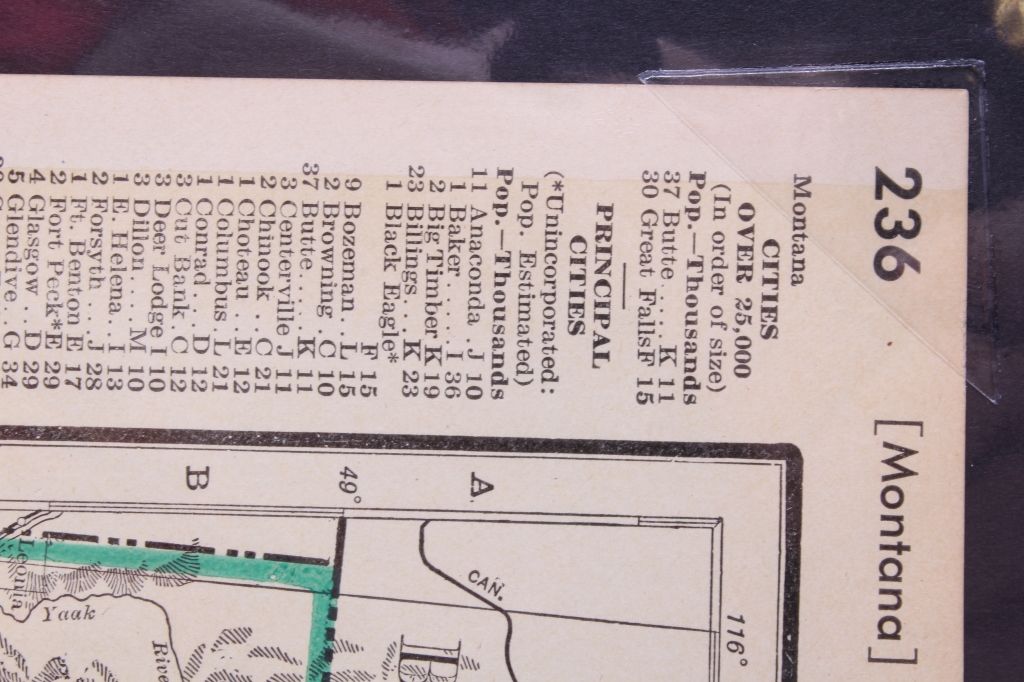 236 [Montana]
Montana
CITIES
OVER 25,000
(In order of size)
Pop.—Thousands
37 Butte.....K 11
30 Great FallsF 15
PRINCIPAL
CITIES
(*Unincorporated:
Pop. Estimated)
Pop.—Thousands
11 Anaconda . J 10
1 Baker.....I 36
2 Big Timber K 19
23 Billings . . K 23
1 Black Eagle*
F 15
9 Bozeman . . L 15
2 Browning . C 10
37 Butte.... K 11
3 Centerville J 11
2 Chinook . . C 21
1 Choteau . . E 12
1 Columbus . L 21
1 Conrad . . D 12
3 Cut Bank . C 12
3 Deer Lodge I 10
3 Dillon... M 10
1 E. Helena . . I 13
2 Forsyth . . J 28
1 Ft. Benton E 17
2 Fort Peck*E 29
4 Glasgow . . D 29
5 Glendive . G 34
A
49°
B
116°
CAN.
Leonia
Yaak
Rive